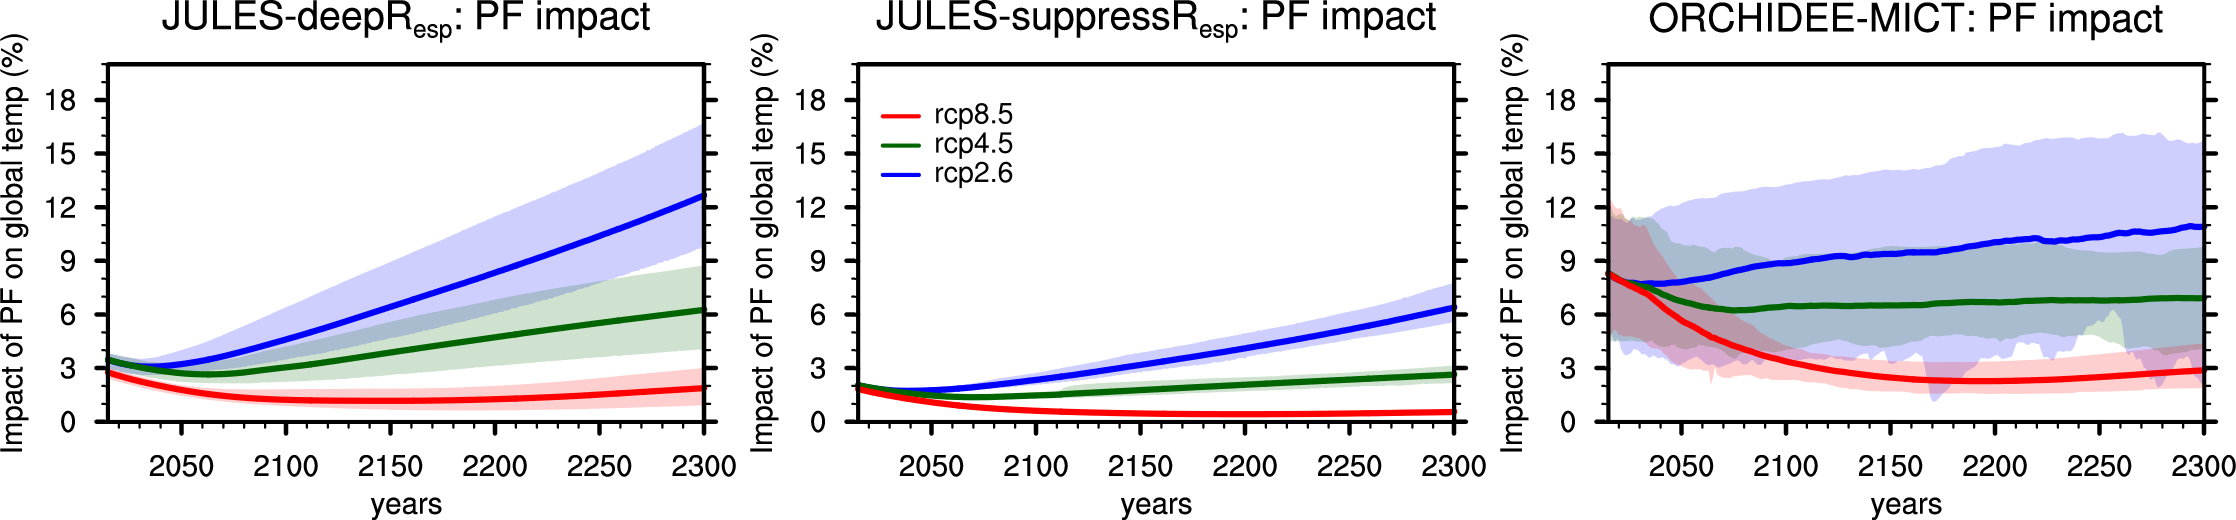 JULES-deepResp: PF impact
Impact of PF on global temp (%)
18
15
12
9
6
3
0
2050 2100 2150 2200 2250 2300
years
JULES-suppressResp: PF impact
Impact of PF on global temp (%)
18
15
12
9
6
3
0
rcp8.5
rcp4.5
rcp2.6
2050 2100 2150 2200 2250 2300
years
ORCHIDEE-MICT: PF impact
Impact of PF on global temp (%)
18
15
12
9
6
3
0
2050 2100 2150 2200 2250 2300
years